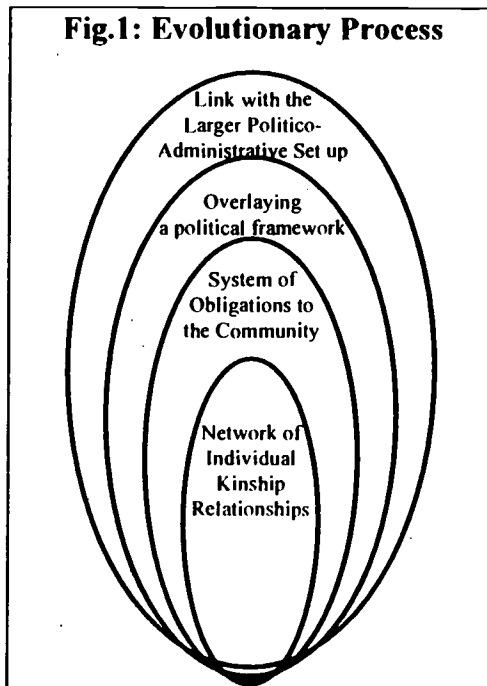 Fig.1: Evolutionary Process
Link with the
Larger Politico-
Administrative Set up
Overlaying
a political framework
System of
Obligations to
the Community
Network of
Individual
Kinship
Relationships